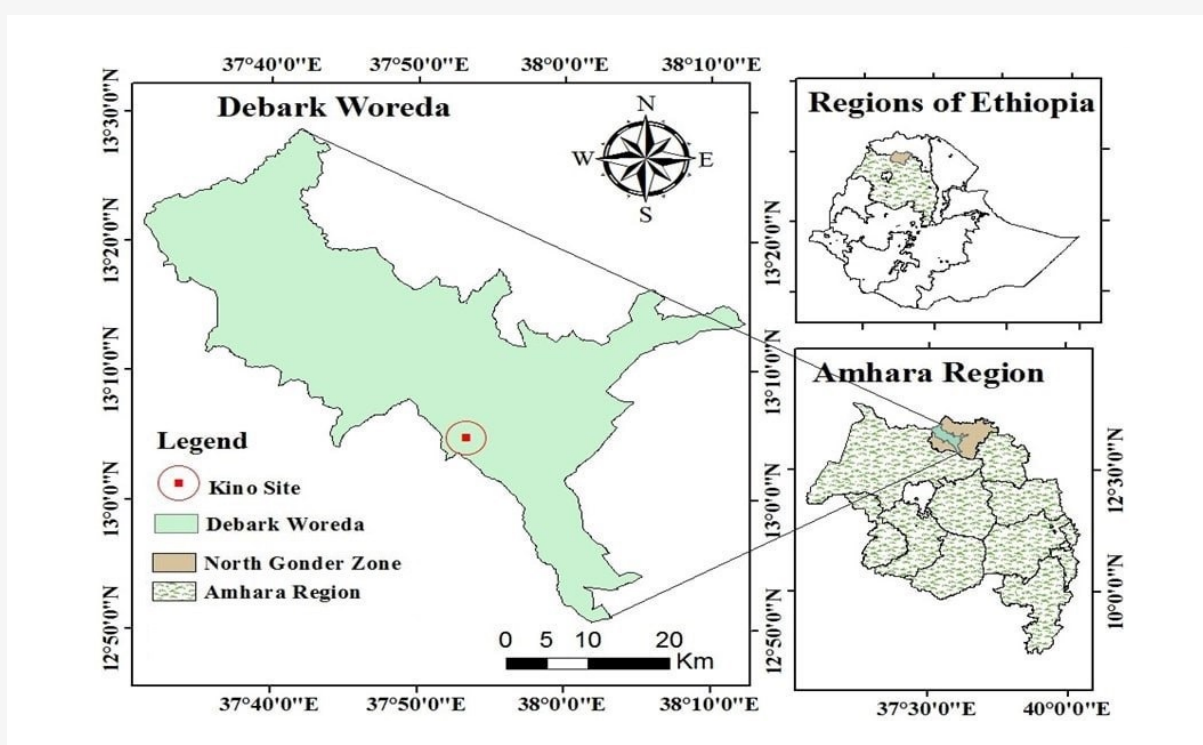 37°40'0"E 37°50'0"E 38°0'0"E 38°10'0"E
Debark Woreda
N
W E
S
13°30'0"N
13°20'0"N
13°10'0"N
13°0'0"N
12°50'0"N
Legend
Kino Site
Debark Woreda
North Gonder Zone
Amhara Region
0 5 10 20
Km
37°40'0"E 37°50'0"E 38°0'0"E 38°10'0"E
13°20'0"N
13°10'0"N
13°0'0"N
12°50'0"N
Regions of Ethiopia
Amhara Region
12°30'0"N
10°0'0"N
37°30'0"E 40°0'0"E